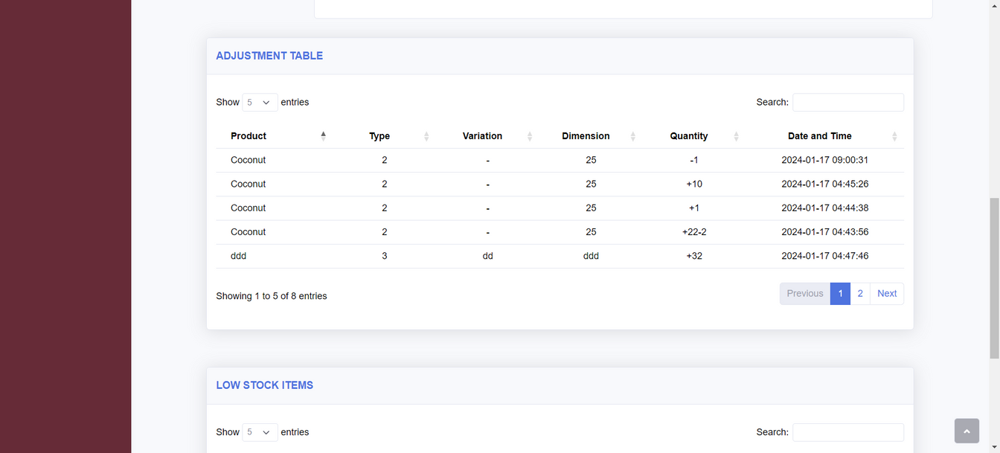 ADJUSTMENT TABLE
Show 5 entries Search:
Product Type Variation Dimension Quantity Date and Time
Coconut 2 - 25 -1 2024-01-17 09:00:31
Coconut 2 - 25 +10 2024-01-17 04:45:26
Coconut 2 - 25 +1 2024-01-17 04:44:38
Coconut 2 - 25 +22-2 2024-01-17 04:43:56
ddd 3 dd ddd +32 2024-01-17 04:47:46
Showing 1 to 5 of 8 entries Previous 1 2 Next
LOW STOCK ITEMS
Show 5 entries Search: